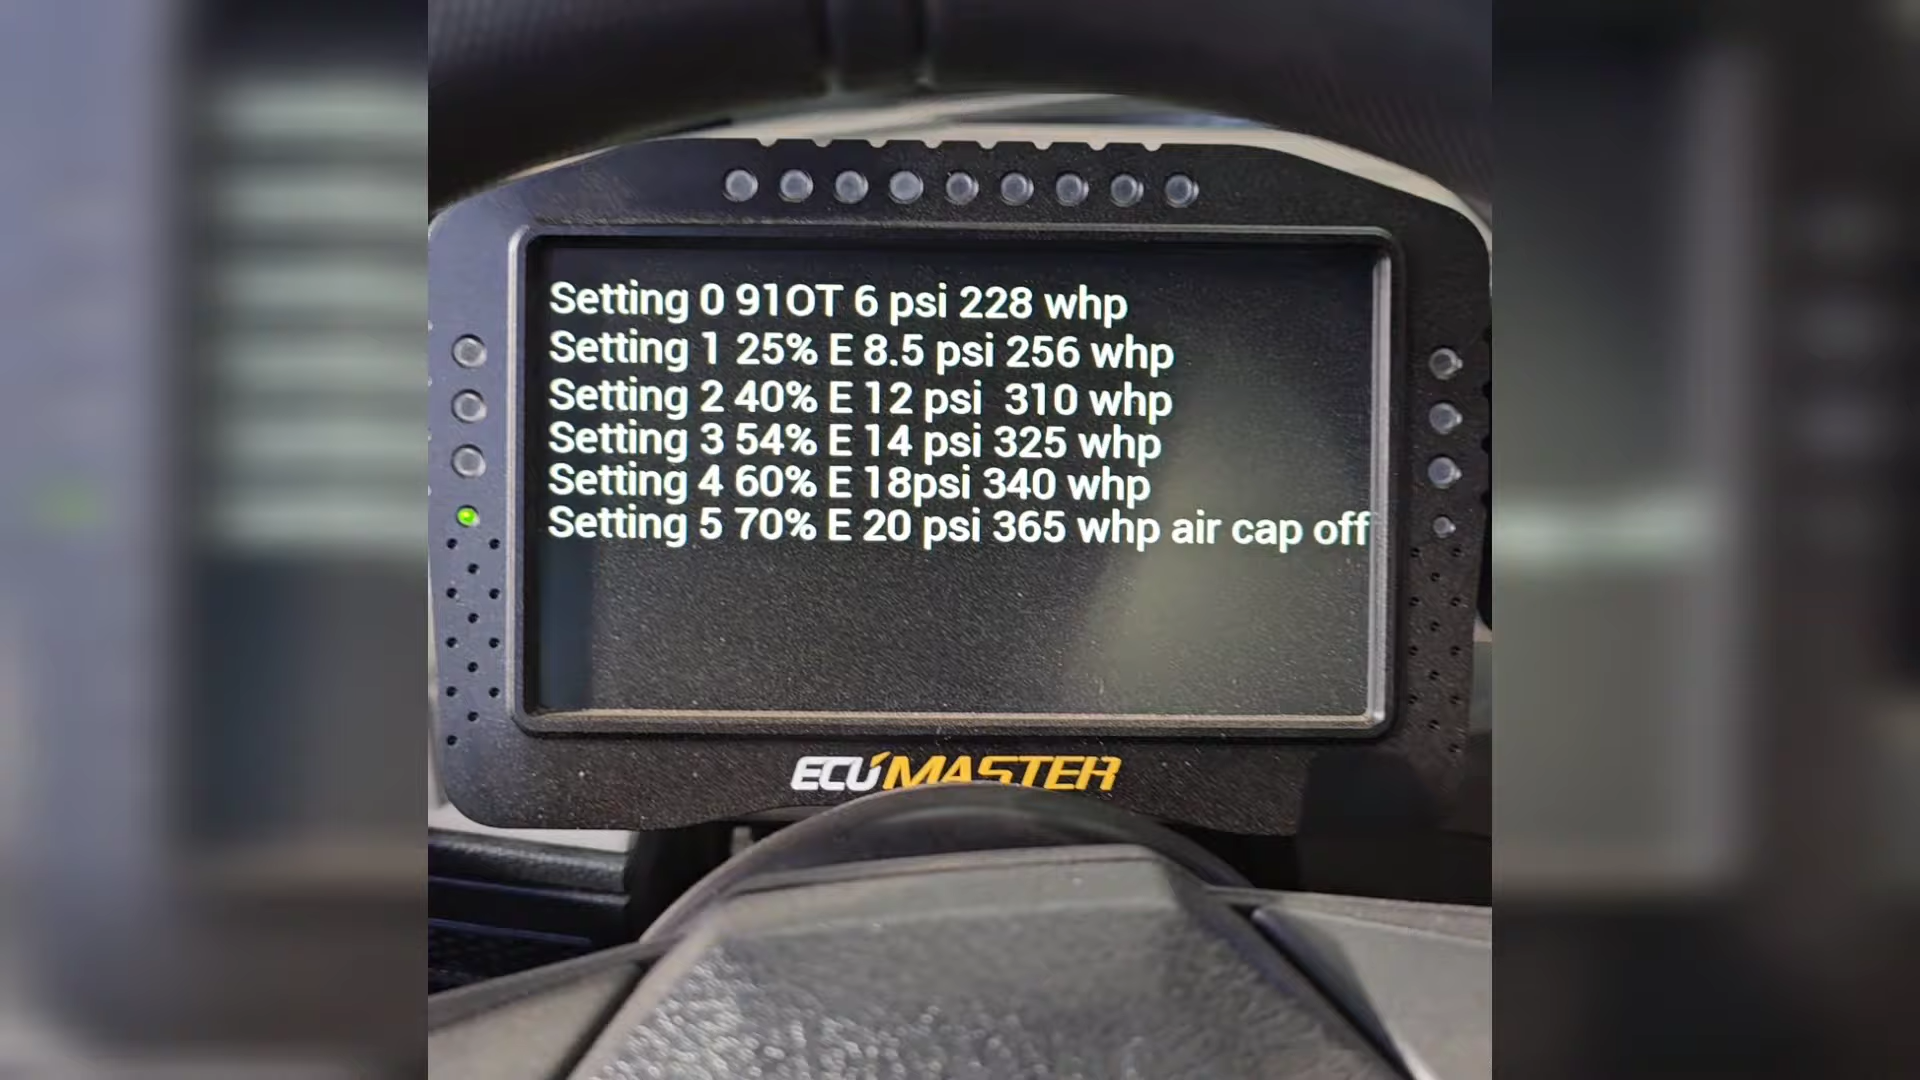 Setting 0 91OT 6 psi 228 whp
Setting 1 25% E 8.5 psi 256 whp
Setting 2 40% E 12 psi  310 whp
Setting 3 54% E 14 psi 325 whp
Setting 4 60% E 18psi 340 whp
Setting 5 70% E 20 psi 365 whp air cap off
ECUMASTER